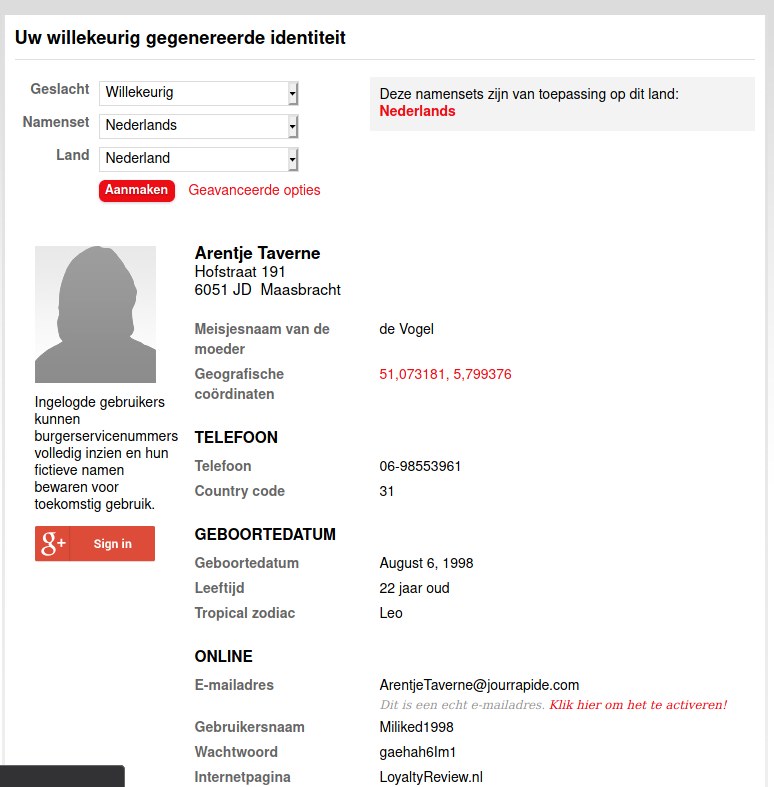 Uw willekeurig gegenereerde identiteit
Geslacht Willekeurig
Namenset Nederlands
Land Nederland
Aanmaken Geavanceerde opties
Deze namensets zijn van toepassing op dit land:
Nederlands
Arentje Taverne
Hofstraat 191
6051 JD Maasbracht
Meisjesnaam van de
moeder
de Vogel
Geografische
coördinaten
51,073181, 5,799376
Ingelogde gebruikers
kunnen
burgerservicenummers
volledig inzien en hun
fictieve namen
bewaren voor
toekomstig gebruik.
g+ Sign in
TELEFOON
Telefoon 06-98553961
Country code 31
GEBOORTEDATUM
Geboortedatum August 6, 1998
Leeftijd 22 jaar oud
Tropical zodiac Leo
ONLINE
E-mailadres ArentjeTaverne@jourrapide.com
Dit is een echt e-mailadres. Klik hier om het te activeren!
Gebruikersnaam Miliked1998
Wachtwoord gaehah6Im1
Internetpagina LoyaltyReview.nl